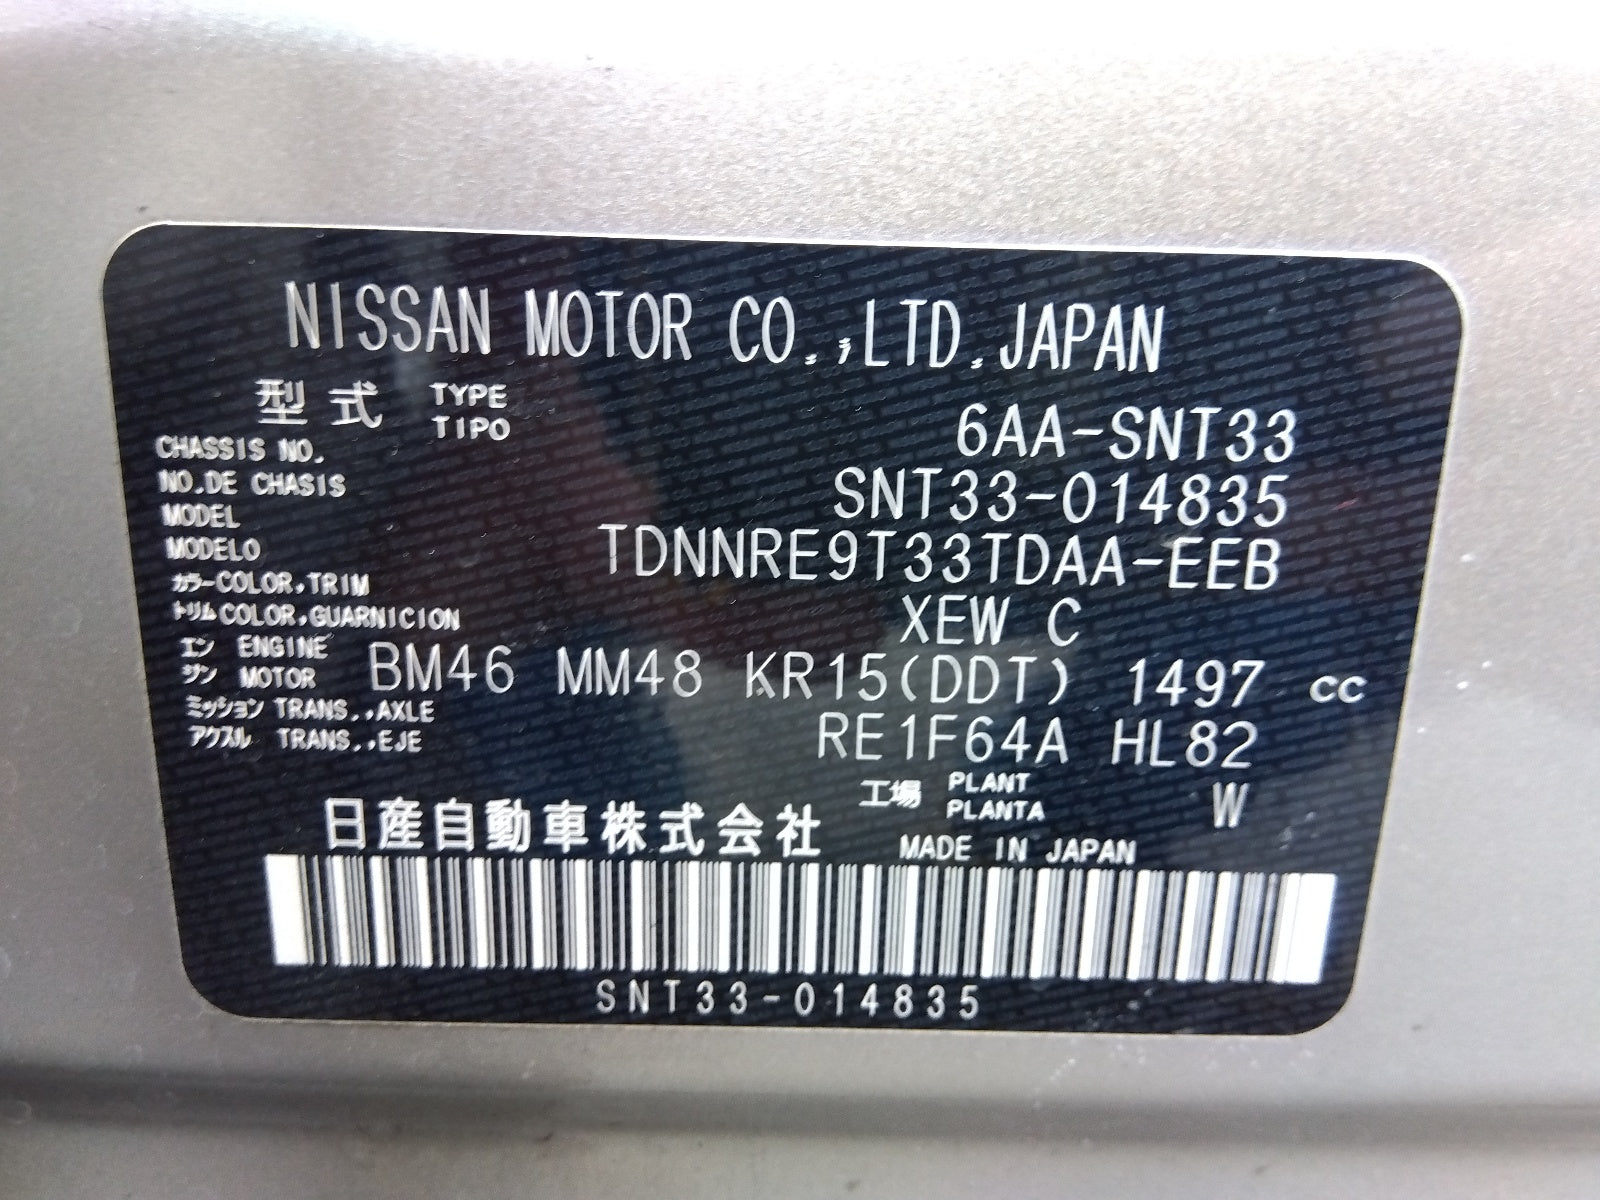 NISSAN MOTOR CO.,LTD.,JAPAN
型式 TYPE TIPO 6AA-SNT33
CHASSIS NO.
NO.DE CHASIS SNT33-014835
MODEL
MODELO TDNNRE9T33TDAA-EEB
カラー COLOR,TRIM
トリム COLOR,GUARNICION XEW C
エンジン ENGINE MOTOR BM46 MM48 KR15(DDT) 1497 cc
ミッション TRANS.,AXLE
アクスル TRANS.,EJE RE1F64A HL82
工場 PLANT PLANTA W
日産自動車株式会社 MADE IN JAPAN
SNT33-014835